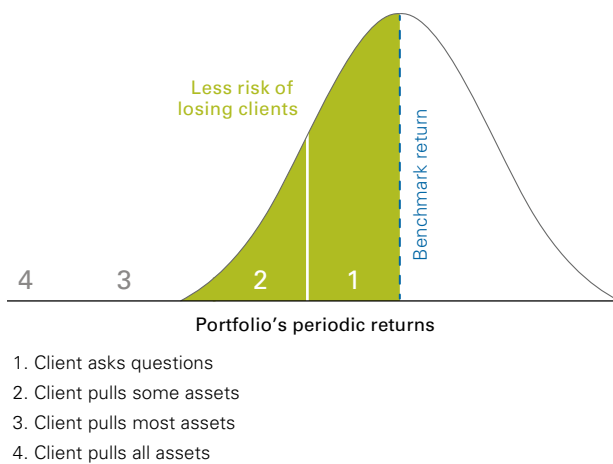 Less risk of
losing clients
Benchmark return
4 3 2 1
Portfolio’s periodic returns
1. Client asks questions
2. Client pulls some assets
3. Client pulls most assets
4. Client pulls all assets